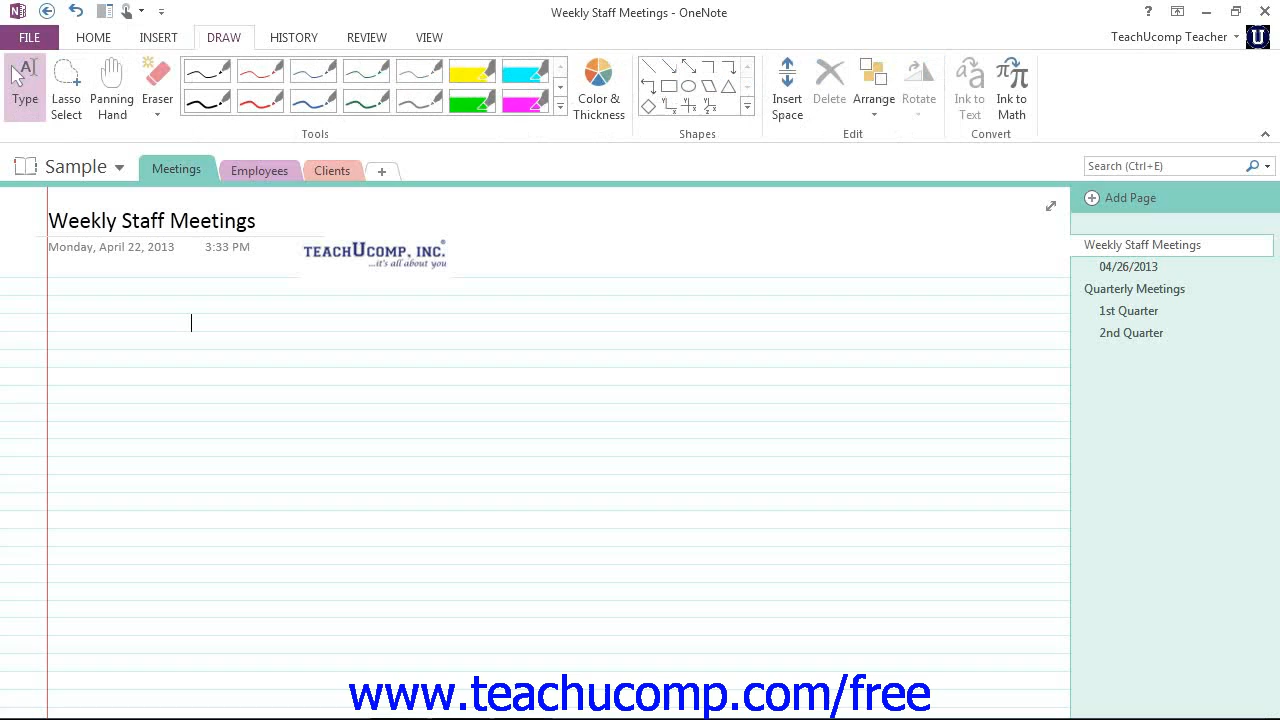 Weekly Staff Meetings - OneNote
?
FILE HOME INSERT DRAW HISTORY REVIEW VIEW
TeachUcomp Teacher
U
Type
Lasso Select
Panning Hand
Eraser
Color & Thickness
Insert Space
Delete
Arrange
Rotate
Ink to Text
Ink to Math
Tools Shapes Edit Convert
Sample Meetings Employees Clients +
Search (Ctrl+E)
Add Page
Weekly Staff Meetings
Monday, April 22, 2013 3:33 PM
TEACHUCOMP, INC.®
...it's all about you
Weekly Staff Meetings
04/26/2013
Quarterly Meetings
1st Quarter
2nd Quarter
www.teachucomp.com/free